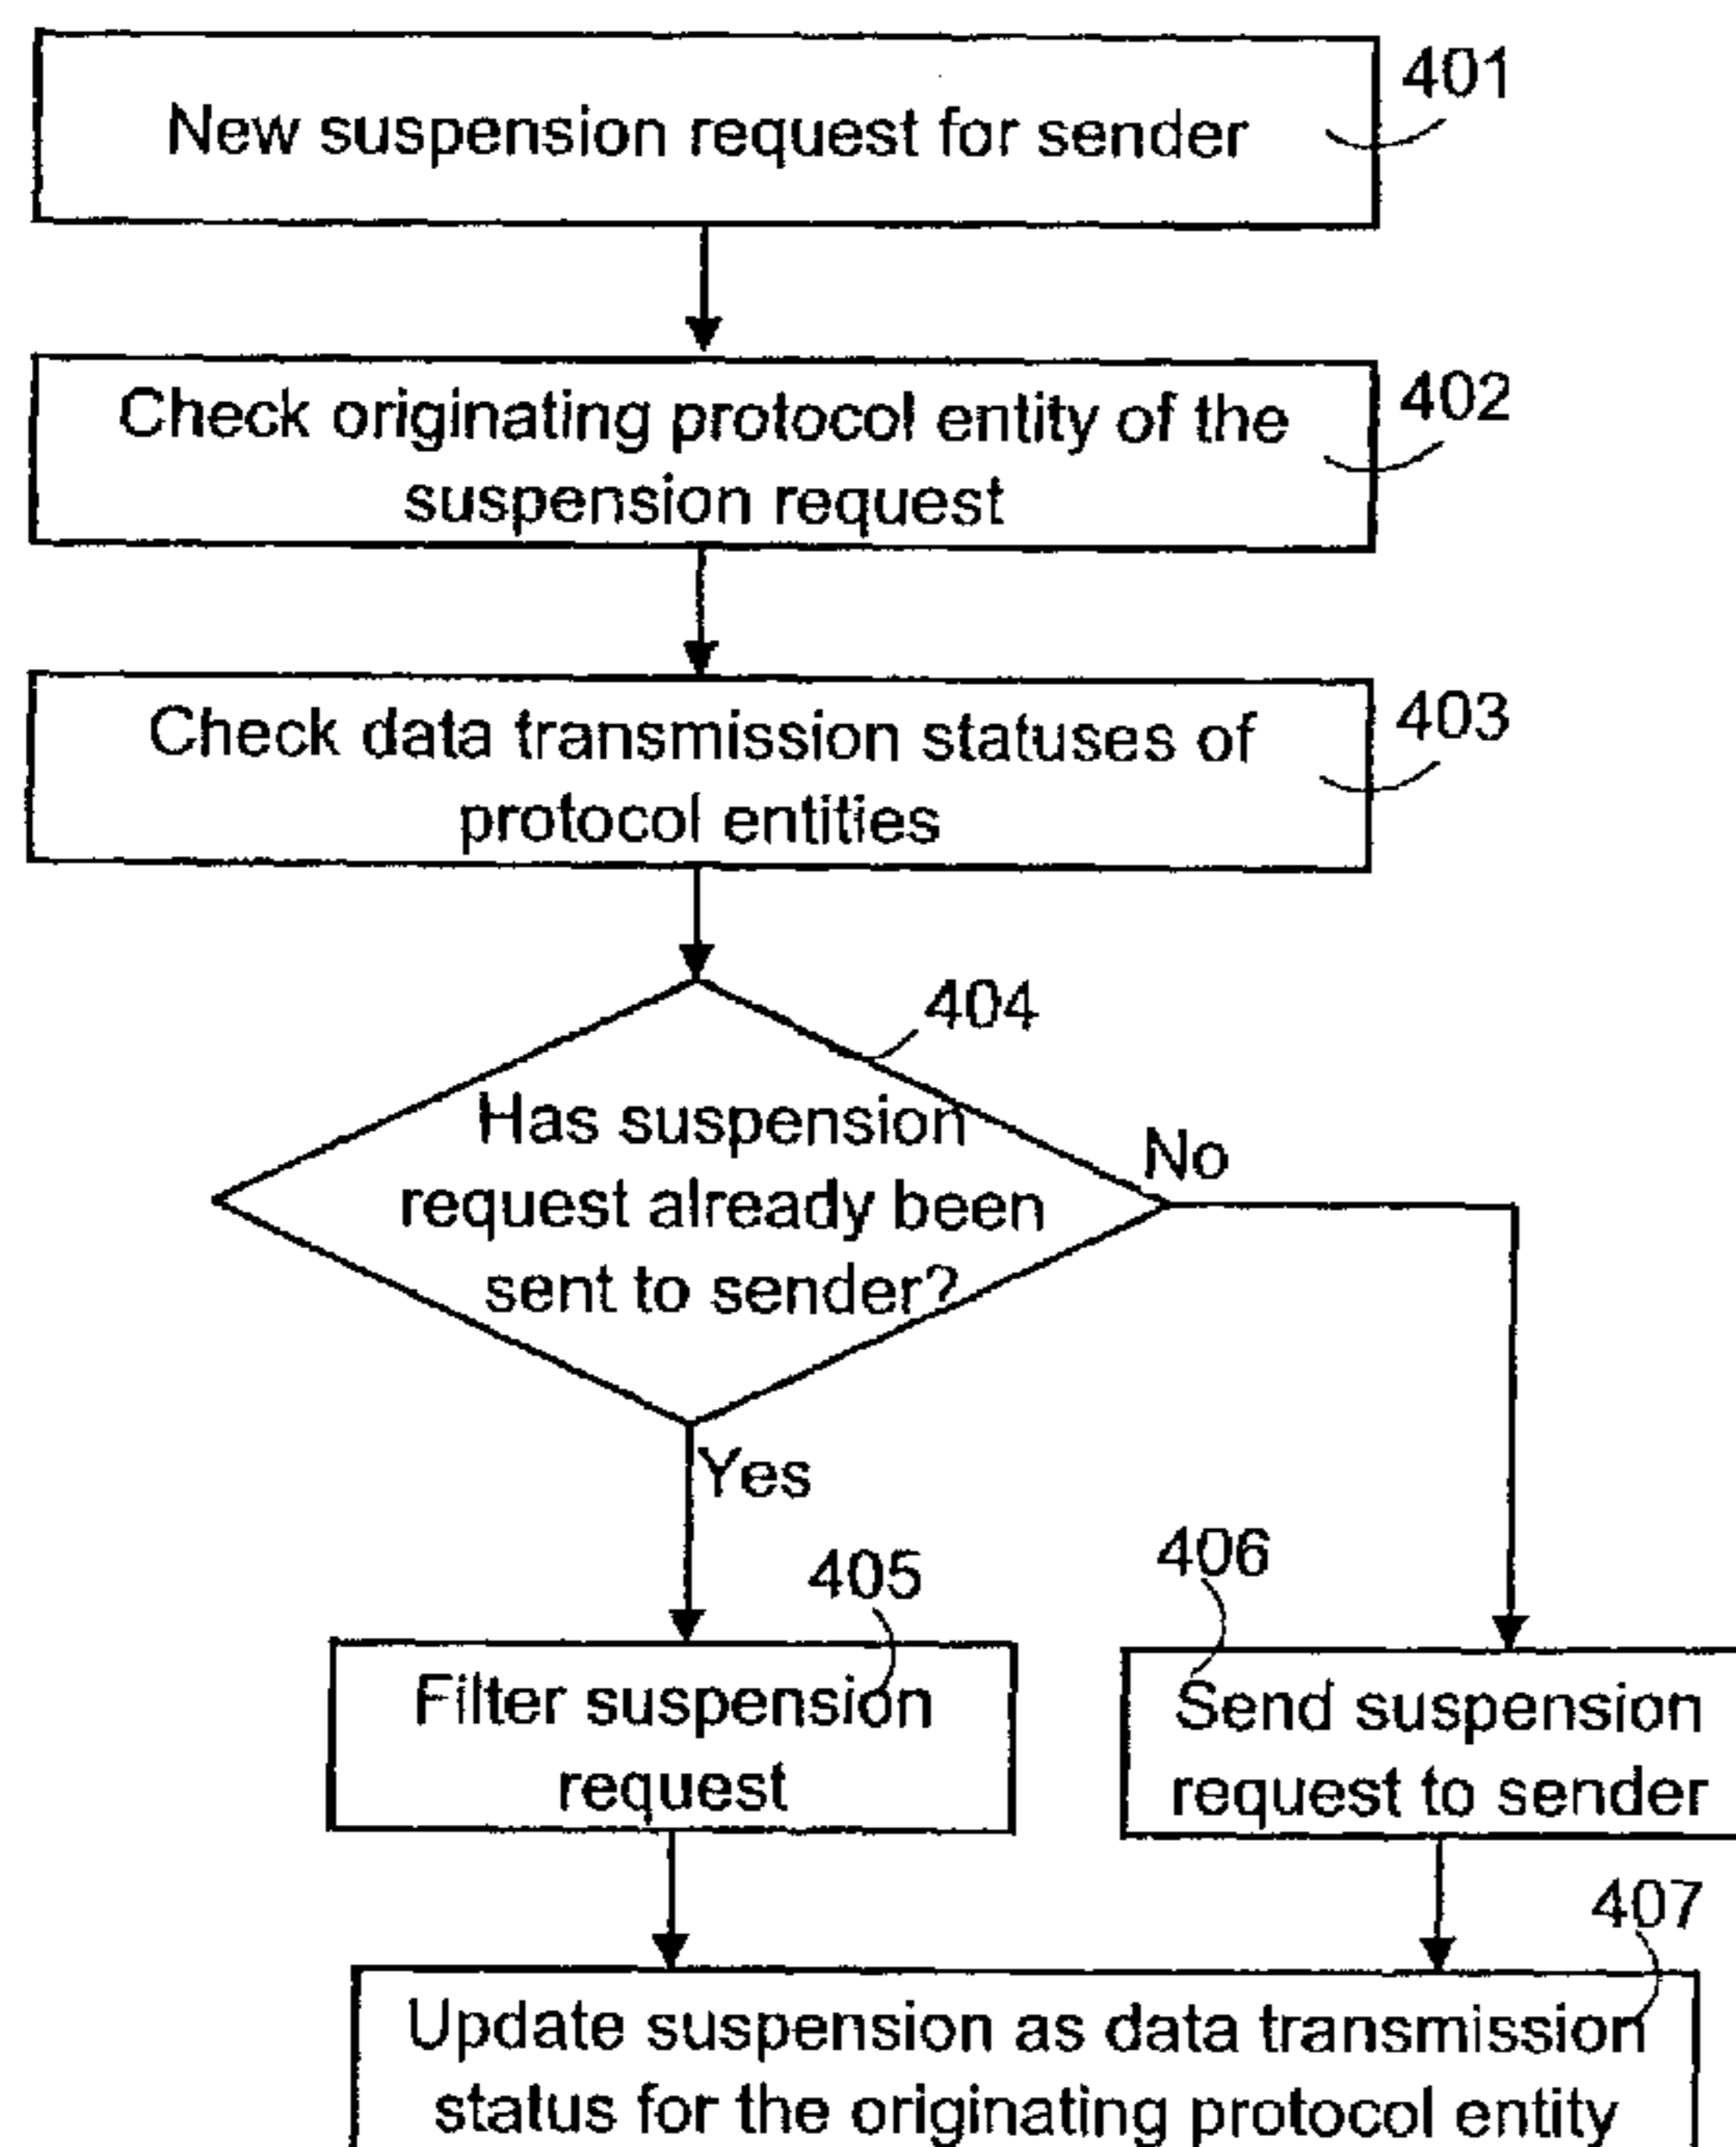 401
New suspension request for sender
402
Check originating protocol entity of the
suspension request
403
Check data transmission statuses of
protocol entities
404
Has suspension
request already been
sent to sender?
No
Yes
405
Filter suspension
request
406
Send suspension
request to sender
407
Update suspension as data transmission
status for the originating protocol entity